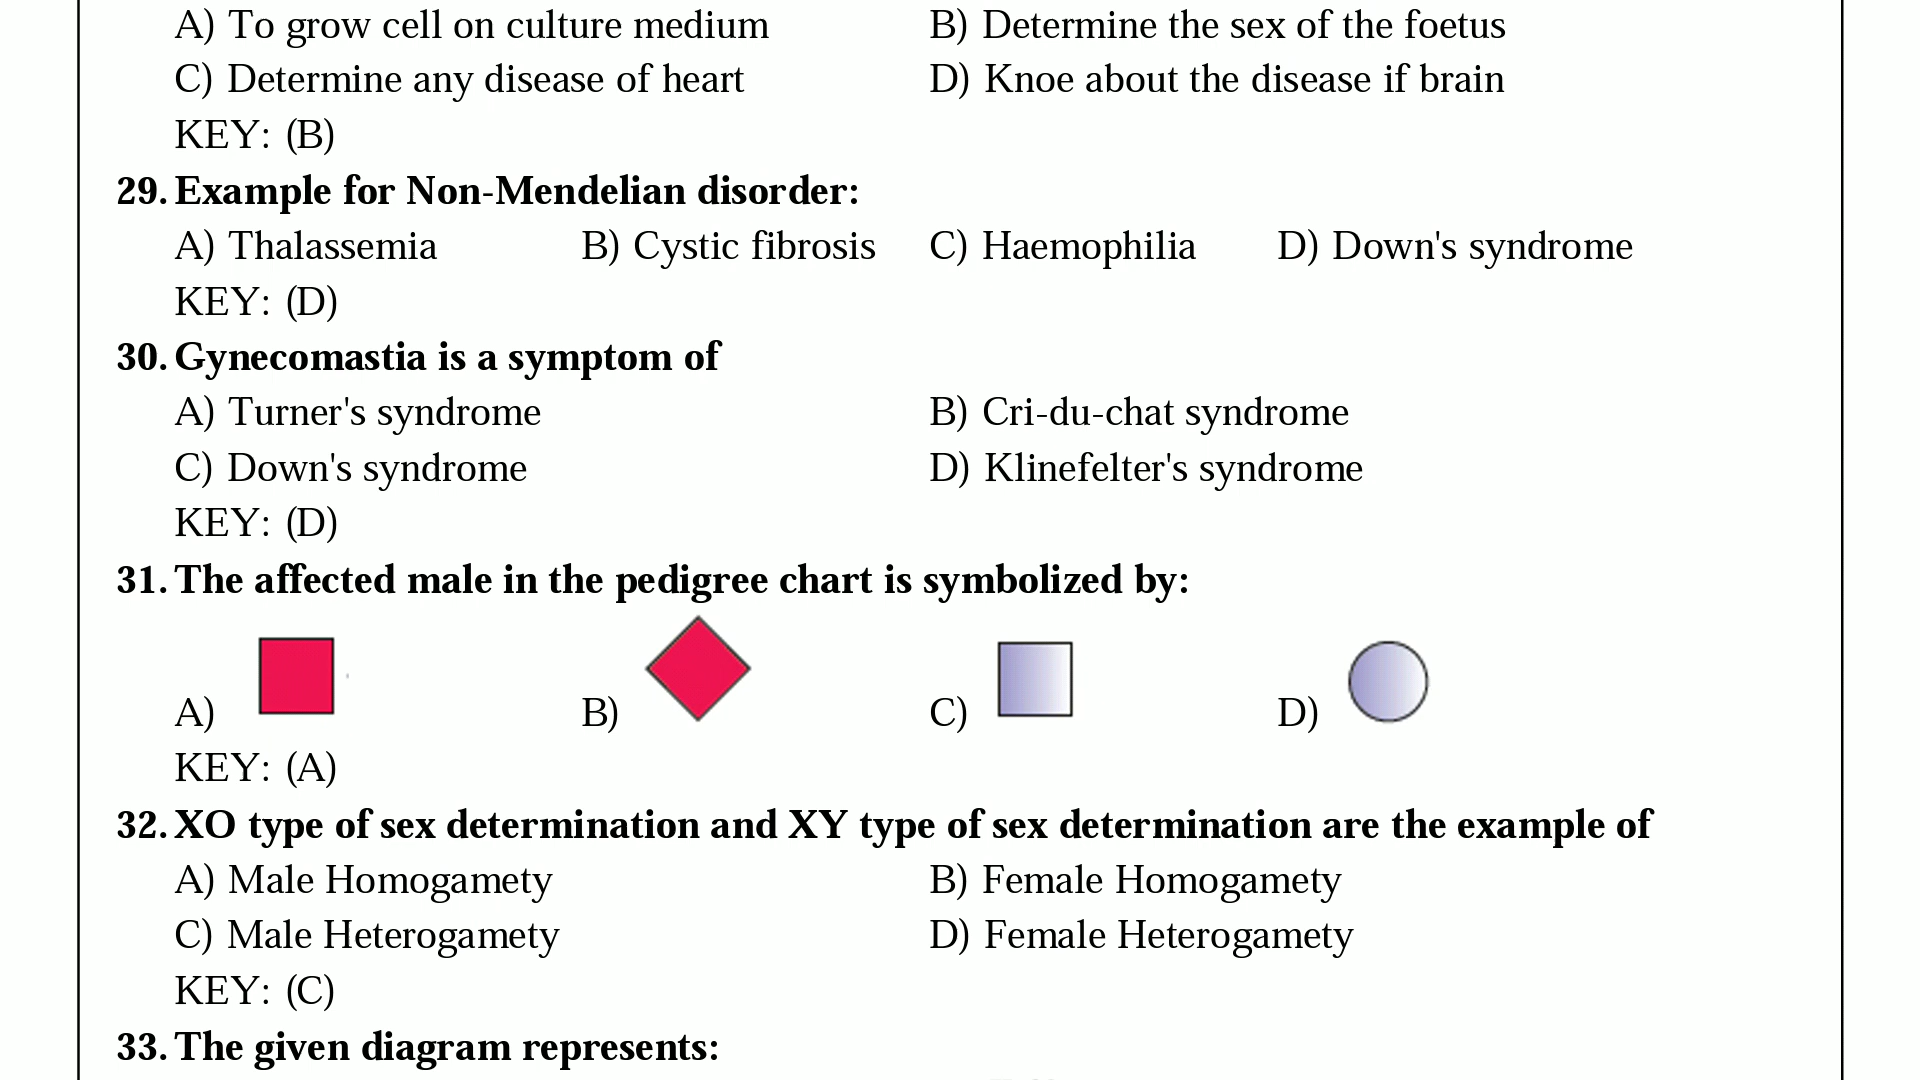 A) To grow cell on culture medium B) Determine the sex of the foetus
C) Determine any disease of heart D) Knoe about the disease if brain
KEY: (B)
29. Example for Non-Mendelian disorder:
A) Thalassemia B) Cystic fibrosis C) Haemophilia D) Down's syndrome
KEY: (D)
30. Gynecomastia is a symptom of
A) Turner's syndrome B) Cri-du-chat syndrome
C) Down's syndrome D) Klinefelter's syndrome
KEY: (D)
31. The affected male in the pedigree chart is symbolized by:
A) B) C) D)
KEY: (A)
32. XO type of sex determination and XY type of sex determination are the example of
A) Male Homogamety B) Female Homogamety
C) Male Heterogamety D) Female Heterogamety
KEY: (C)
33. The given diagram represents: